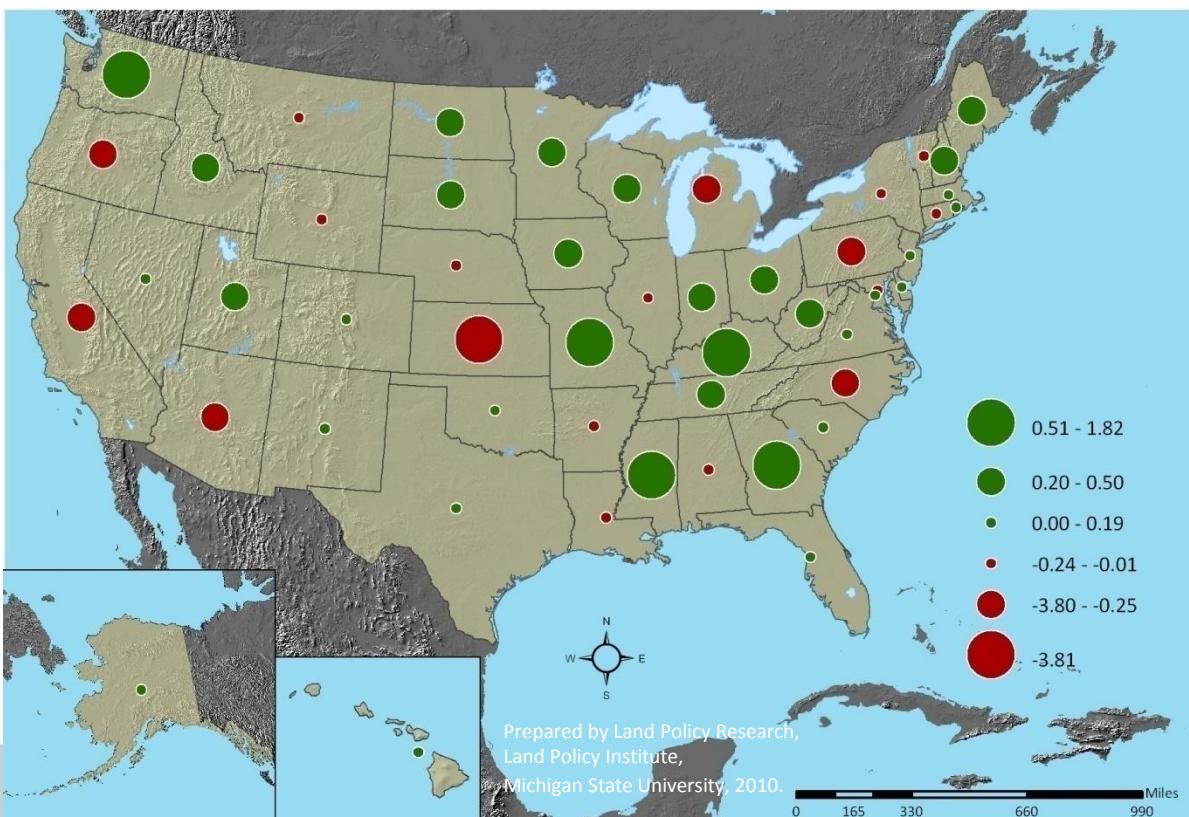 0.51 - 1.82
0.20 - 0.50
0.00 - 0.19
-0.24 - -0.01
-3.80 - -0.25
-3.81
N
W E
S
Prepared by Land Policy Research,
Land Policy Institute,
Michigan State University, 2010.
Miles
0 165 330 660 990